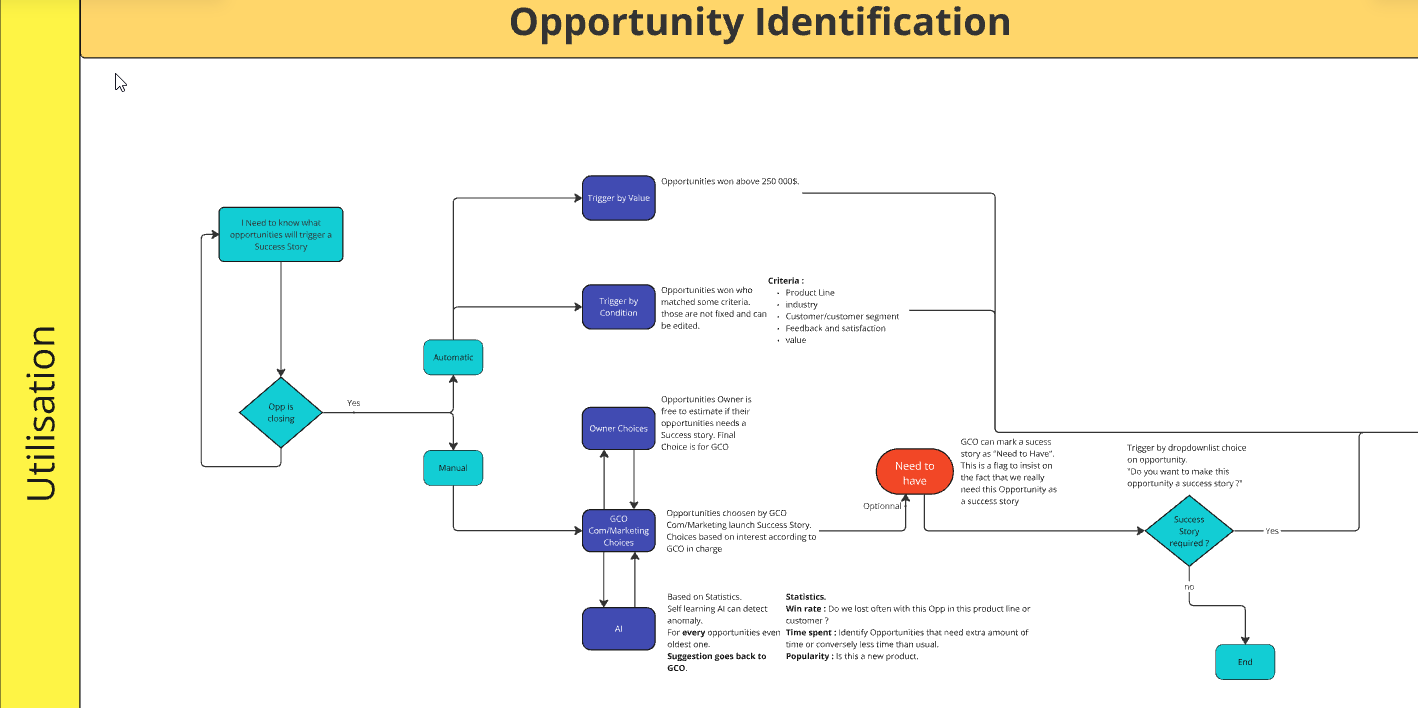 Opportunity Identification
Utilisation
I Need to know what
opportunities will trigger a
Success Story
Opp is
closing
Yes
Automatic
Manual
Trigger by Value
Opportunities won above 250 000$.
Trigger by
Condition
Opportunities won who
matched some criteria.
those are not fixed and can
be edited.
Criteria :
• Product Line
• industry
• Customer/customer segment
• Feedback and satisfaction
• value
Owner Choices
Opportunities Owner is
free to estimate if their
opportunities needs a
Success story. Final
Choice is for GCO
GCO
Com/Marketing
Choices
Opportunities choosen by GCO
Com/Marketing launch Success Story.
Choices based on interest according to
GCO in charge
AI
Based on Statistics.
Self learning AI can detect
anomaly.
For every opportunities even
oldest one.
Suggestion goes back to
GCO.
Statistics.
Win rate : Do we lost often with this Opp in this product line or
customer ?
Time spent : Identify Opportunities that need extra amount of
time or conversely less time than usual.
Popularity : Is this a new product.
Optionnal
Need to
have
GCO can mark a sucess
story as "Need to Have".
This is a flag to insist on
the fact that we really
need this Opportunity as
a success story
Trigger by dropdownlist choice
on opportunity.
"Do you want to make this
opportunity a success story ?"
Success
Story
required ?
Yes
no
End